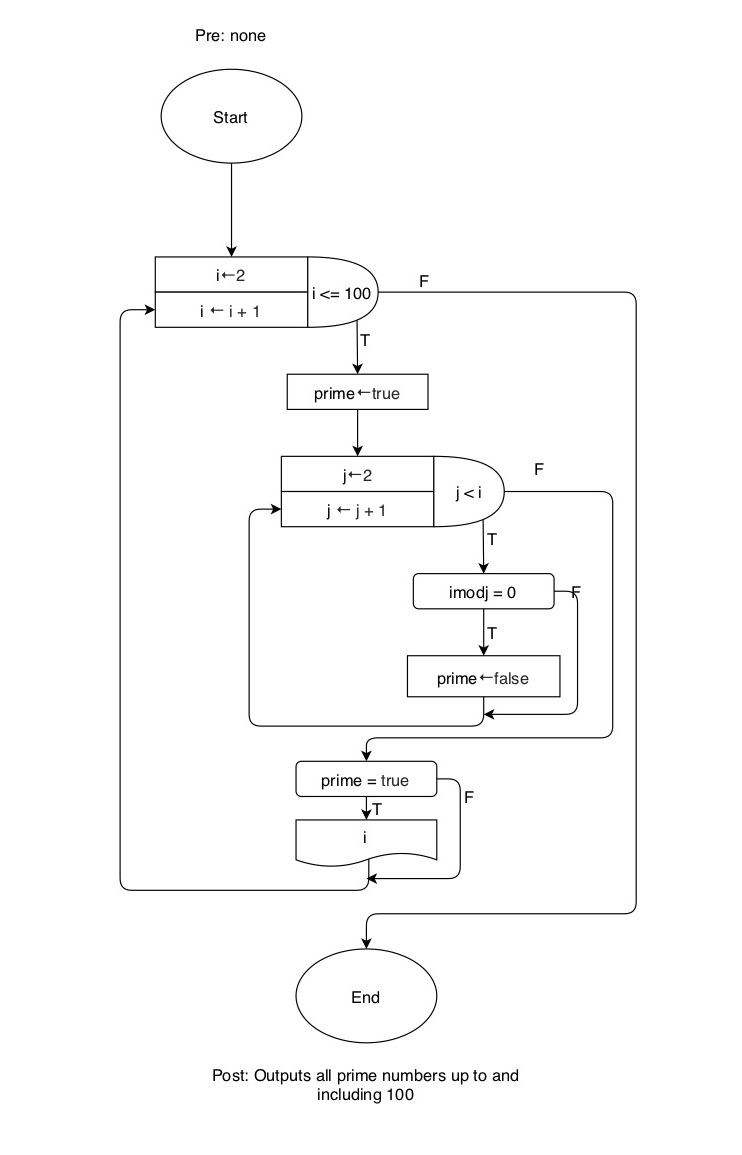 Pre: none
Start
i←2
i ← i + 1
i <= 100
F
T
prime←true
j←2
j ← j + 1
j < i
F
T
imodj = 0
F
T
prime←false
prime = true
F
T
i
End
Post: Outputs all prime numbers up to and
including 100